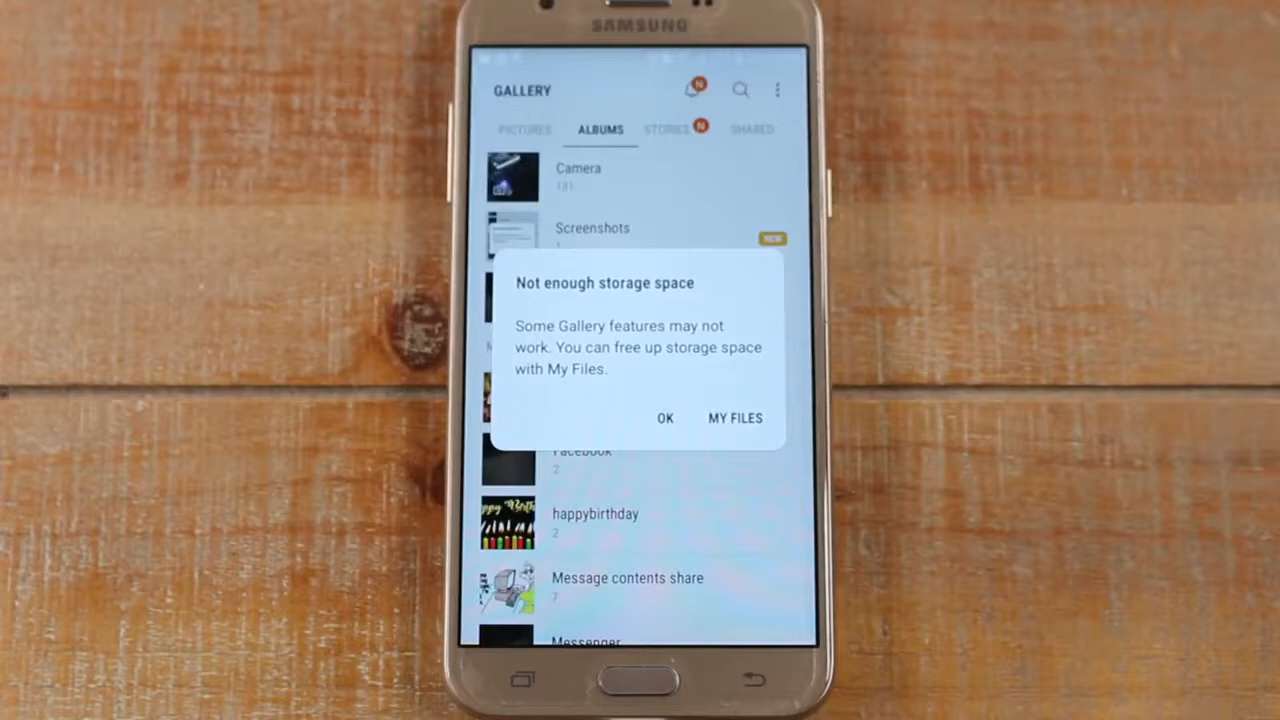 SAMSUNG
GALLERY
N
PICTURES
ALBUMS
STORIES
N
SHARED
Camera
181
Screenshots
1
NEW
Not enough storage space
Some Gallery features may not
work. You can free up storage space
with My Files.
OK
MY FILES
Facebook
2
happybirthday
2
Message contents share
7
Messenger